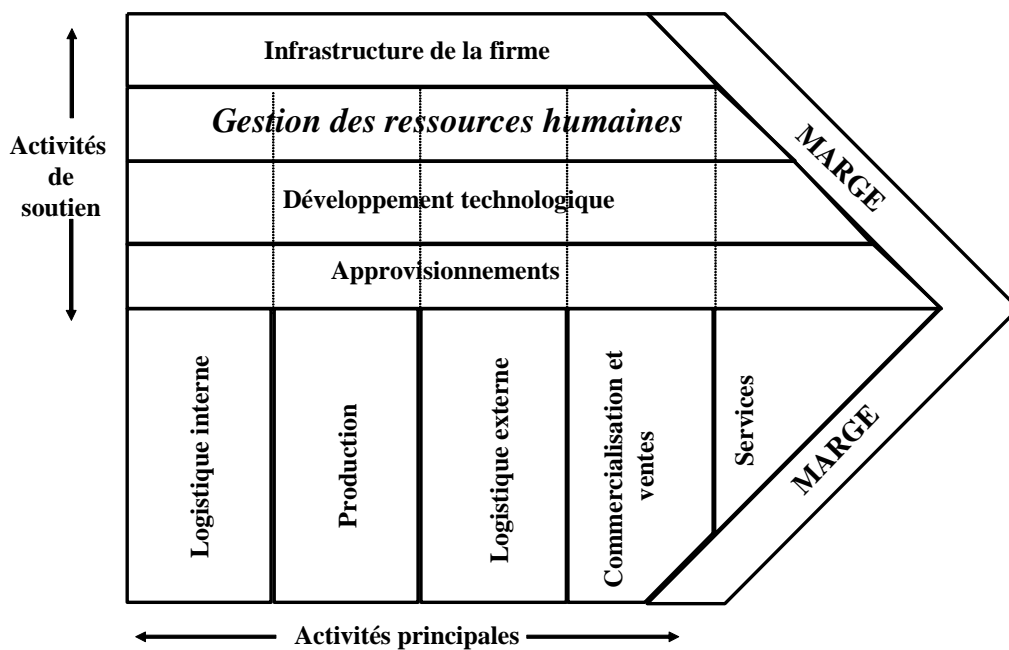 Infrastructure de la firme
Gestion des ressources humaines
Activités
de
soutien
Développement technologique
Approvisionnements
MARGE
Logistique interne
Production
Logistique externe
Commercialisation et
ventes
Services
MARGE
Activités principales